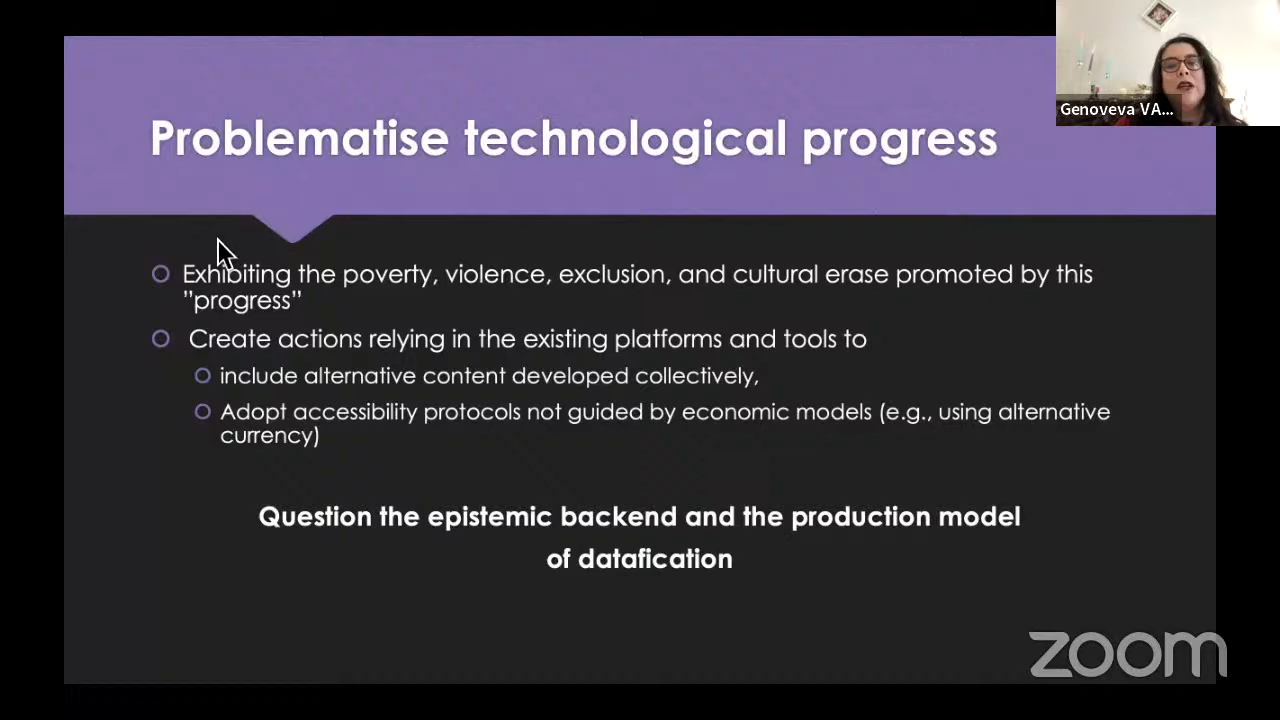 Genoveva VA...
Problematise technological progress
Exhibiting the poverty, violence, exclusion, and cultural erase promoted by this
”progress”
Create actions relying in the existing platforms and tools to
include alternative content developed collectively,
Adopt accessibility protocols not guided by economic models (e.g., using alternative
currency)
Question the epistemic backend and the production model
of datafication
zoom